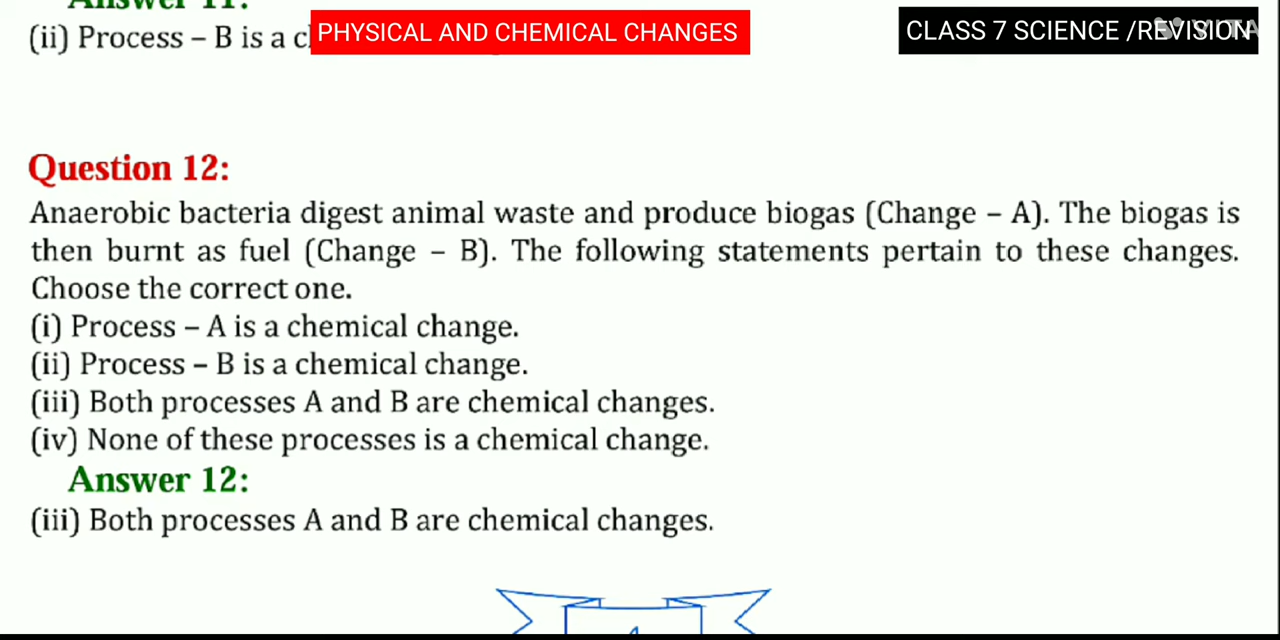 Answer 11:
(ii) Process – B is a c
PHYSICAL AND CHEMICAL CHANGES
CLASS 7 SCIENCE /REVISION
Question 12:
Anaerobic bacteria digest animal waste and produce biogas (Change – A). The biogas is
then burnt as fuel (Change – B). The following statements pertain to these changes.
Choose the correct one.
(i) Process – A is a chemical change.
(ii) Process – B is a chemical change.
(iii) Both processes A and B are chemical changes.
(iv) None of these processes is a chemical change.
Answer 12:
(iii) Both processes A and B are chemical changes.